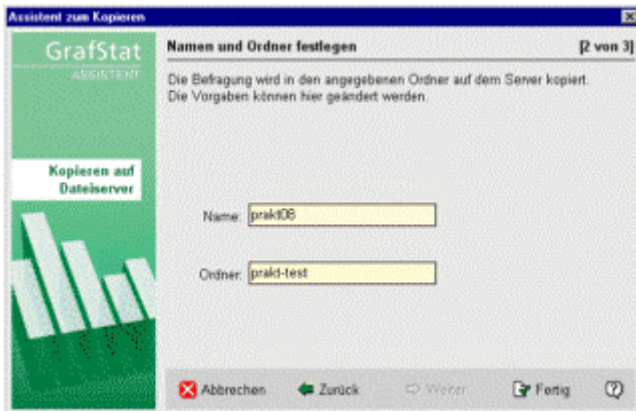 Assistent zum Kopieren
GrafStat
ASSISTENT
Kopieren auf
Dateiserver
Namen und Ordner festlegen [2 von 3]
Die Befragung wird in den angegebenen Ordner auf dem Server kopiert.
Die Vorgaben können hier geändert werden.
Name: prakt08
Ordner: prakt-test
Abbrechen Zurück Weiter Fertig